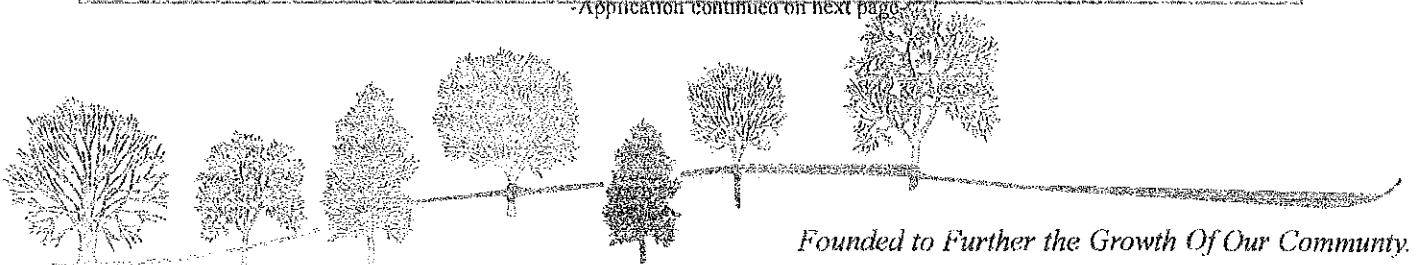 -Application continued on next page-
Founded to Further the Growth Of Our Communty.